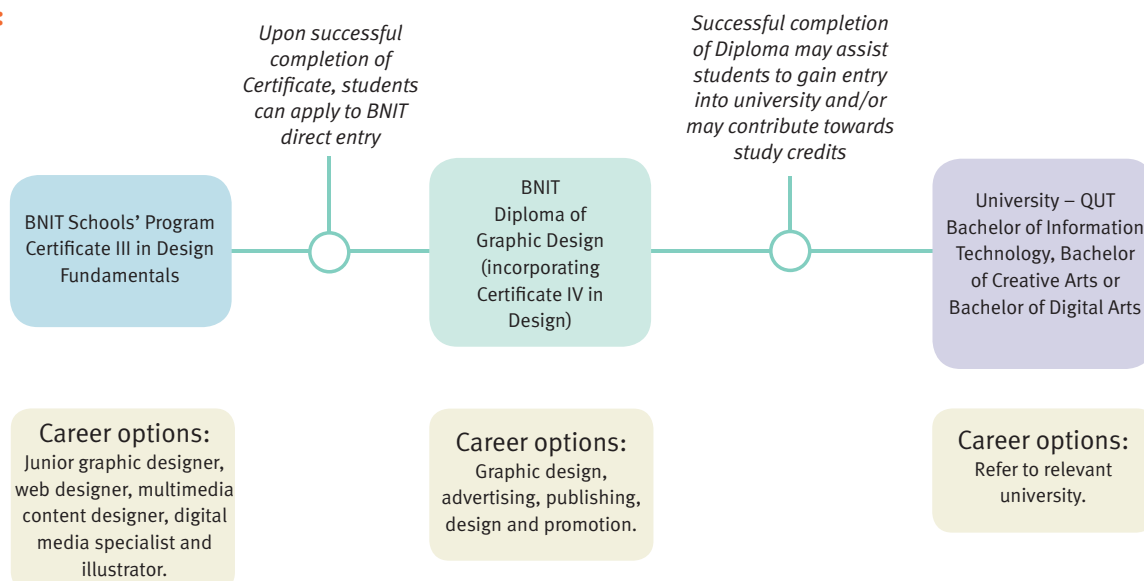 Upon successful
completion of
Certificate, students
can apply to BNIT
direct entry
Successful completion
of Diploma may assist
students to gain entry
into university and/or
may contribute towards
study credits
BNIT Schools’ Program
Certificate III in Design
Fundamentals
BNIT
Diploma of
Graphic Design
(incorporating
Certificate IV in
Design)
University – QUT
Bachelor of Information
Technology, Bachelor
of Creative Arts or
Bachelor of Digital Arts
Career options:
Junior graphic designer,
web designer, multimedia
content designer, digital
media specialist and
illustrator.
Career options:
Graphic design,
advertising, publishing,
design and promotion.
Career options:
Refer to relevant
university.